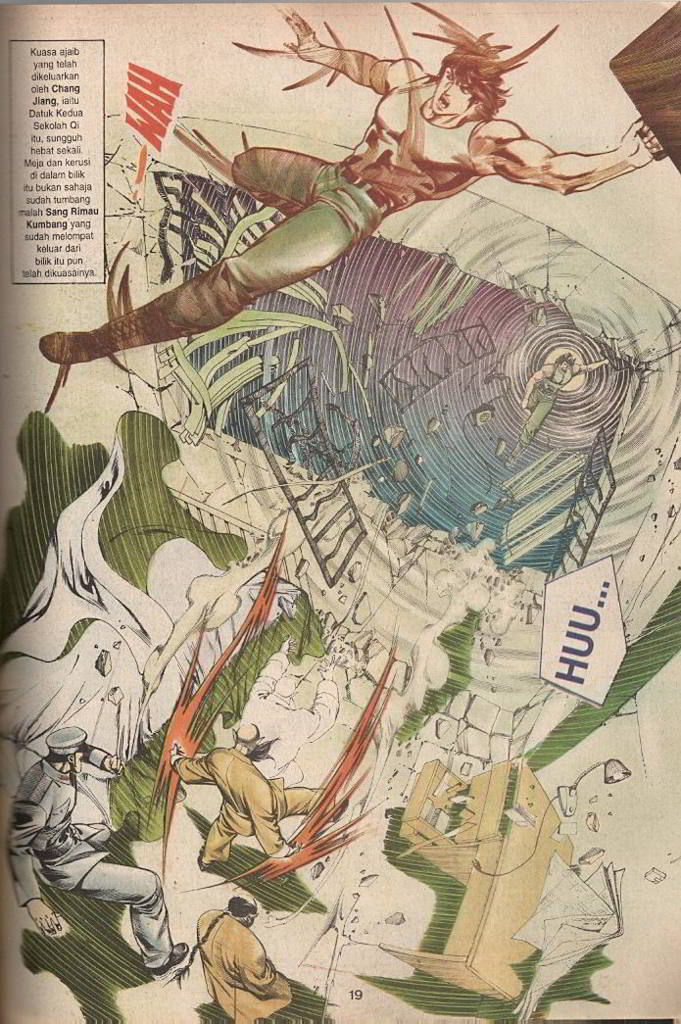 Kuasa ajaib
yang telah
dikeluarkan
oleh Chang
Jiang, iaitu
Datuk Kedua
Sekolah Qi
itu, sungguh
hebat sekali.
Meja dan kerusi
di dalam bilik
itu bukan sahaja
sudah tumbang
malah Sang Rimau
Kumbang yang
sudah melompat
keluar dari
bilik itu pun
telah dikuasainya.
WAH
HUU...
19